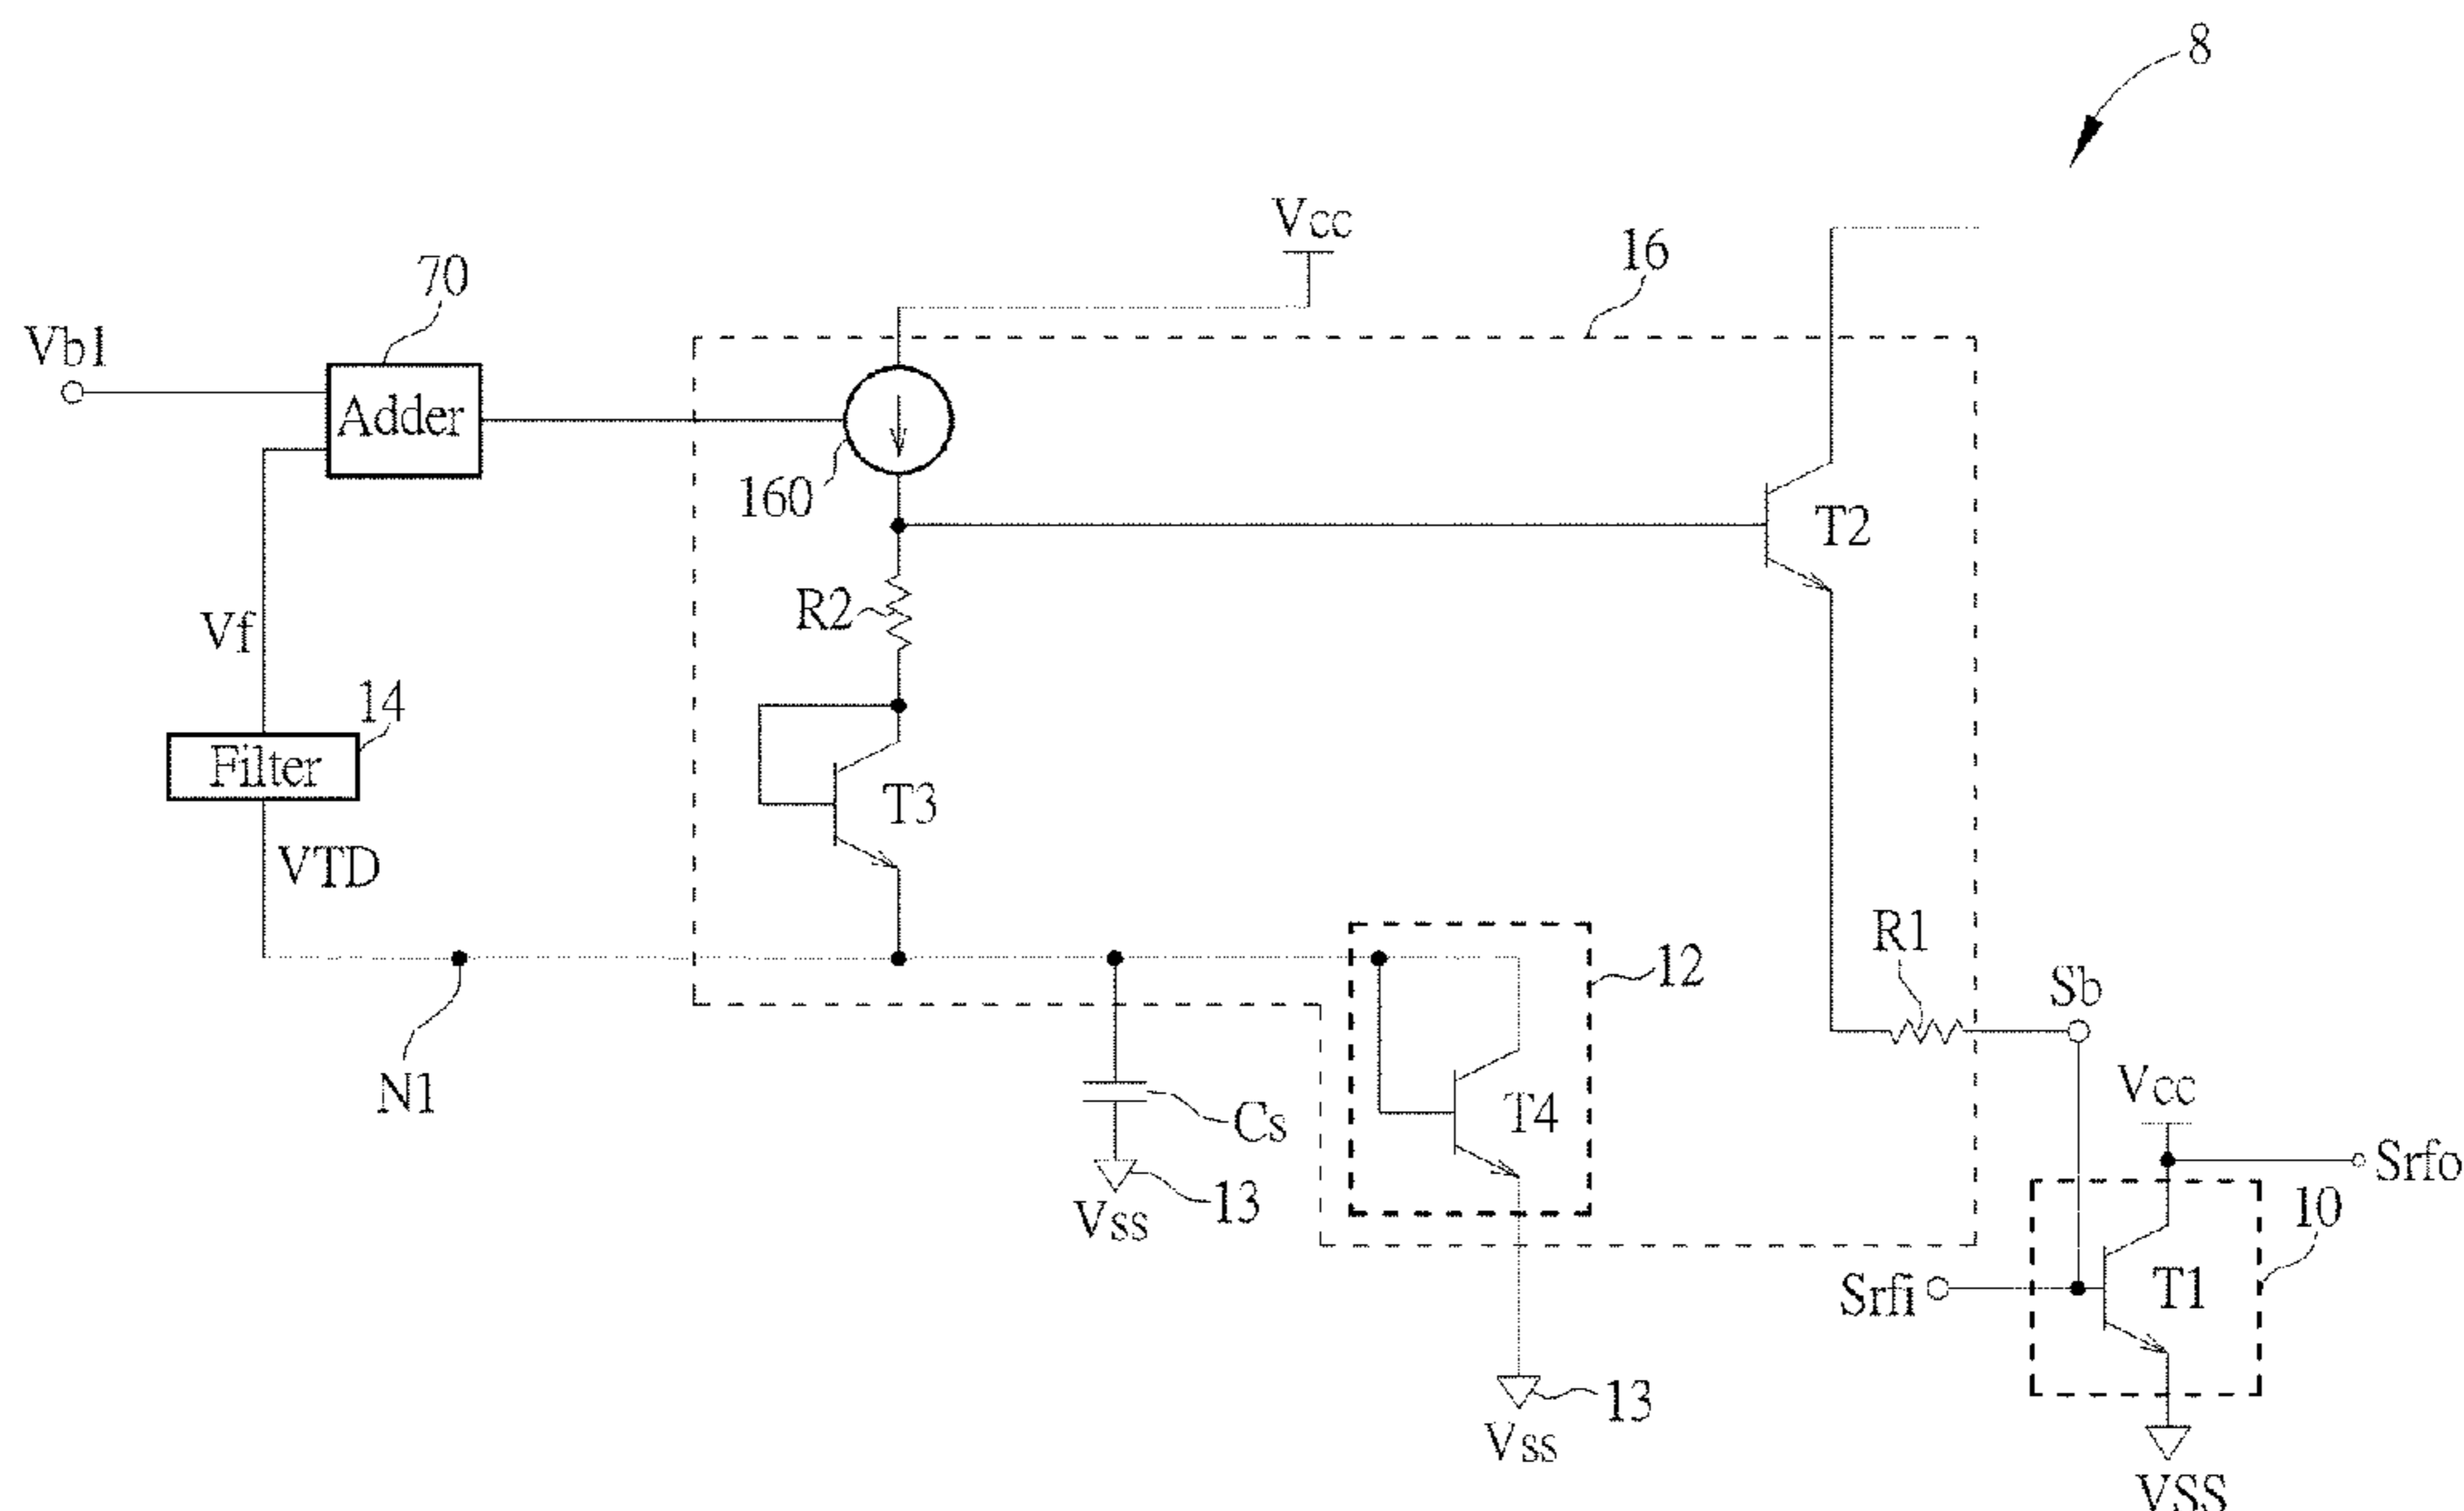 8
Vcc
16
70
Vb1
Adder
160
T2
R2
Vf
14
Filter
T3
VTD
R1
12
Sb
N1
Vcc
T4
Cs
Srfo
13
Vss
10
Srfi
T1
13
Vss
VSS